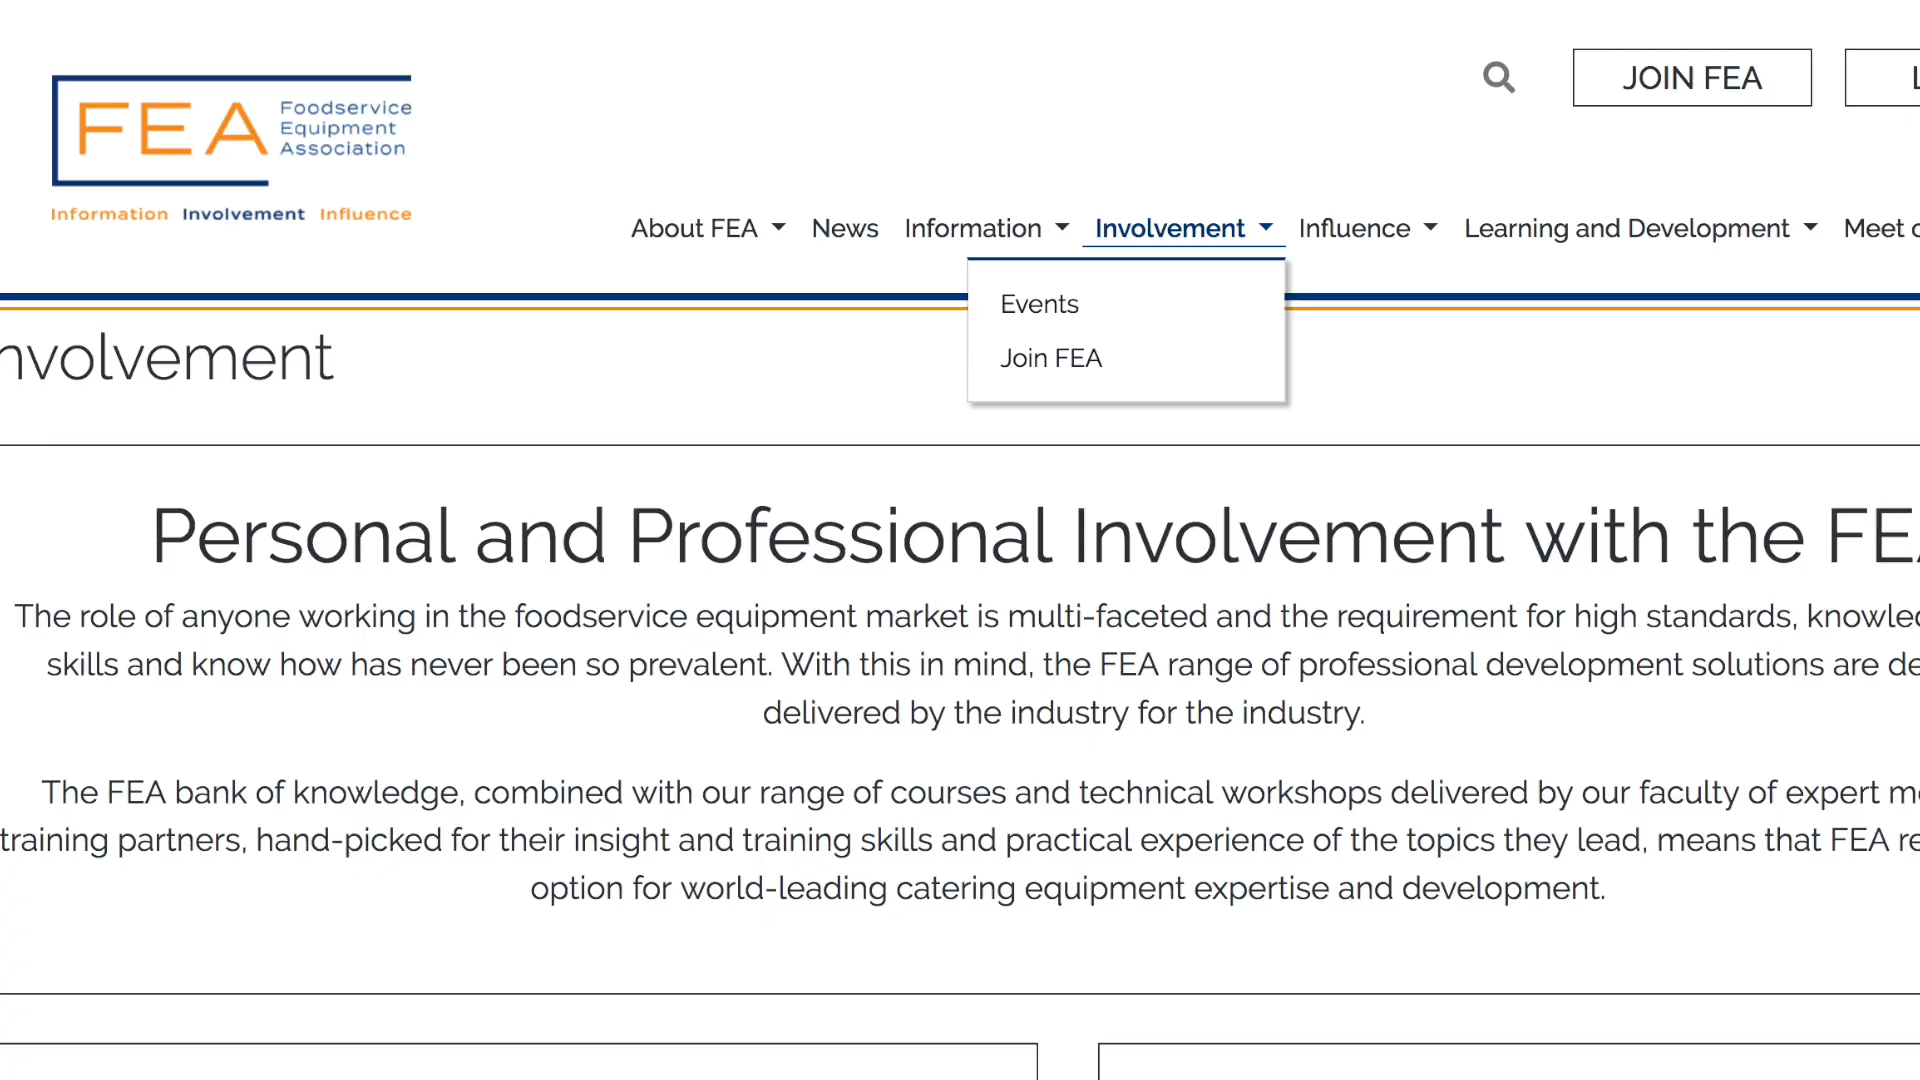 JOIN FEA
FEA
Foodservice
Equipment
Association
Information Involvement Influence
About FEA
News
Information
Involvement
Influence
Learning and Development
Meet
Events
Join FEA
nvolvement
Personal and Professional Involvement with the FEA
The role of anyone working in the foodservice equipment market is multi-faceted and the requirement for high standards,
skills and know how has never been so prevalent. With this in mind, the FEA range of professional development solutions are
delivered by the industry for the industry.
The FEA bank of knowledge, combined with our range of courses and technical workshops delivered by our faculty of expert
training partners, hand-picked for their insight and training skills and practical experience of the topics they lead, means that FEA
option for world-leading catering equipment expertise and development.